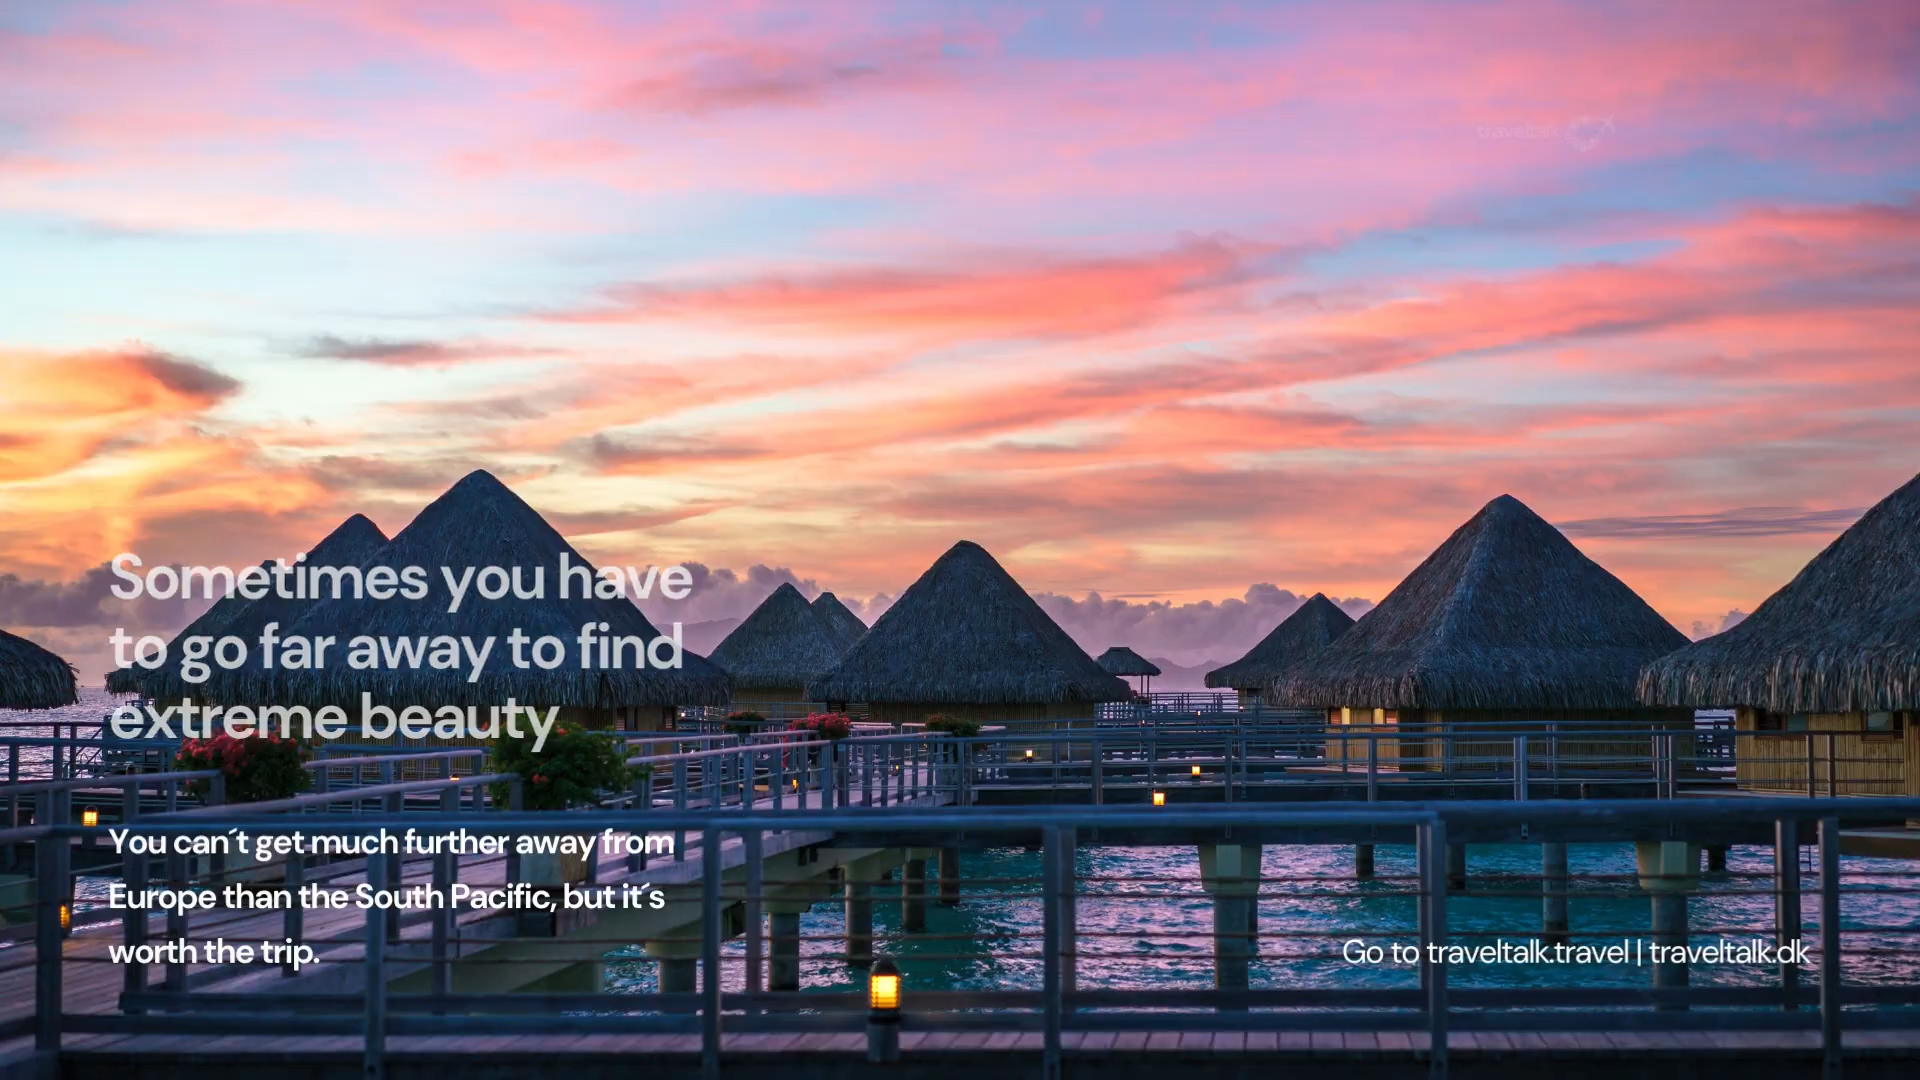 traveltalk
Sometimes you have
to go far away to find
extreme beauty
You can´t get much further away from
Europe than the South Pacific, but it´s
worth the trip.
Go to traveltalk.travel | traveltalk.dk